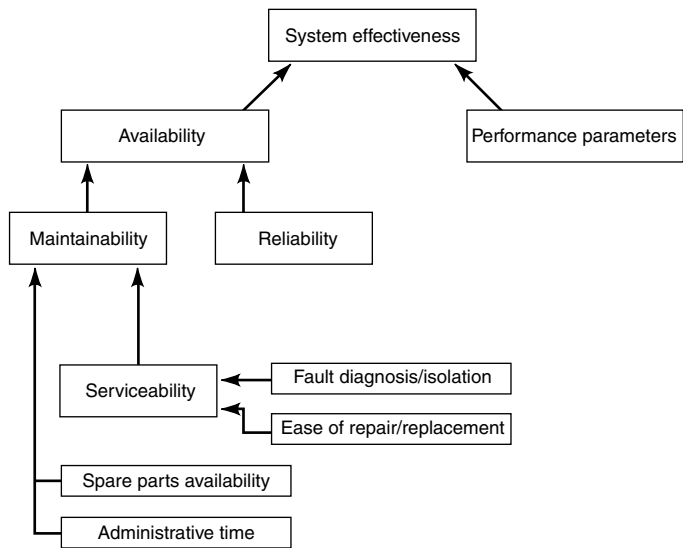 System effectiveness
Availability
Performance parameters
Maintainability
Reliability
Serviceability
Fault diagnosis/isolation
Ease of repair/replacement
Spare parts availability
Administrative time